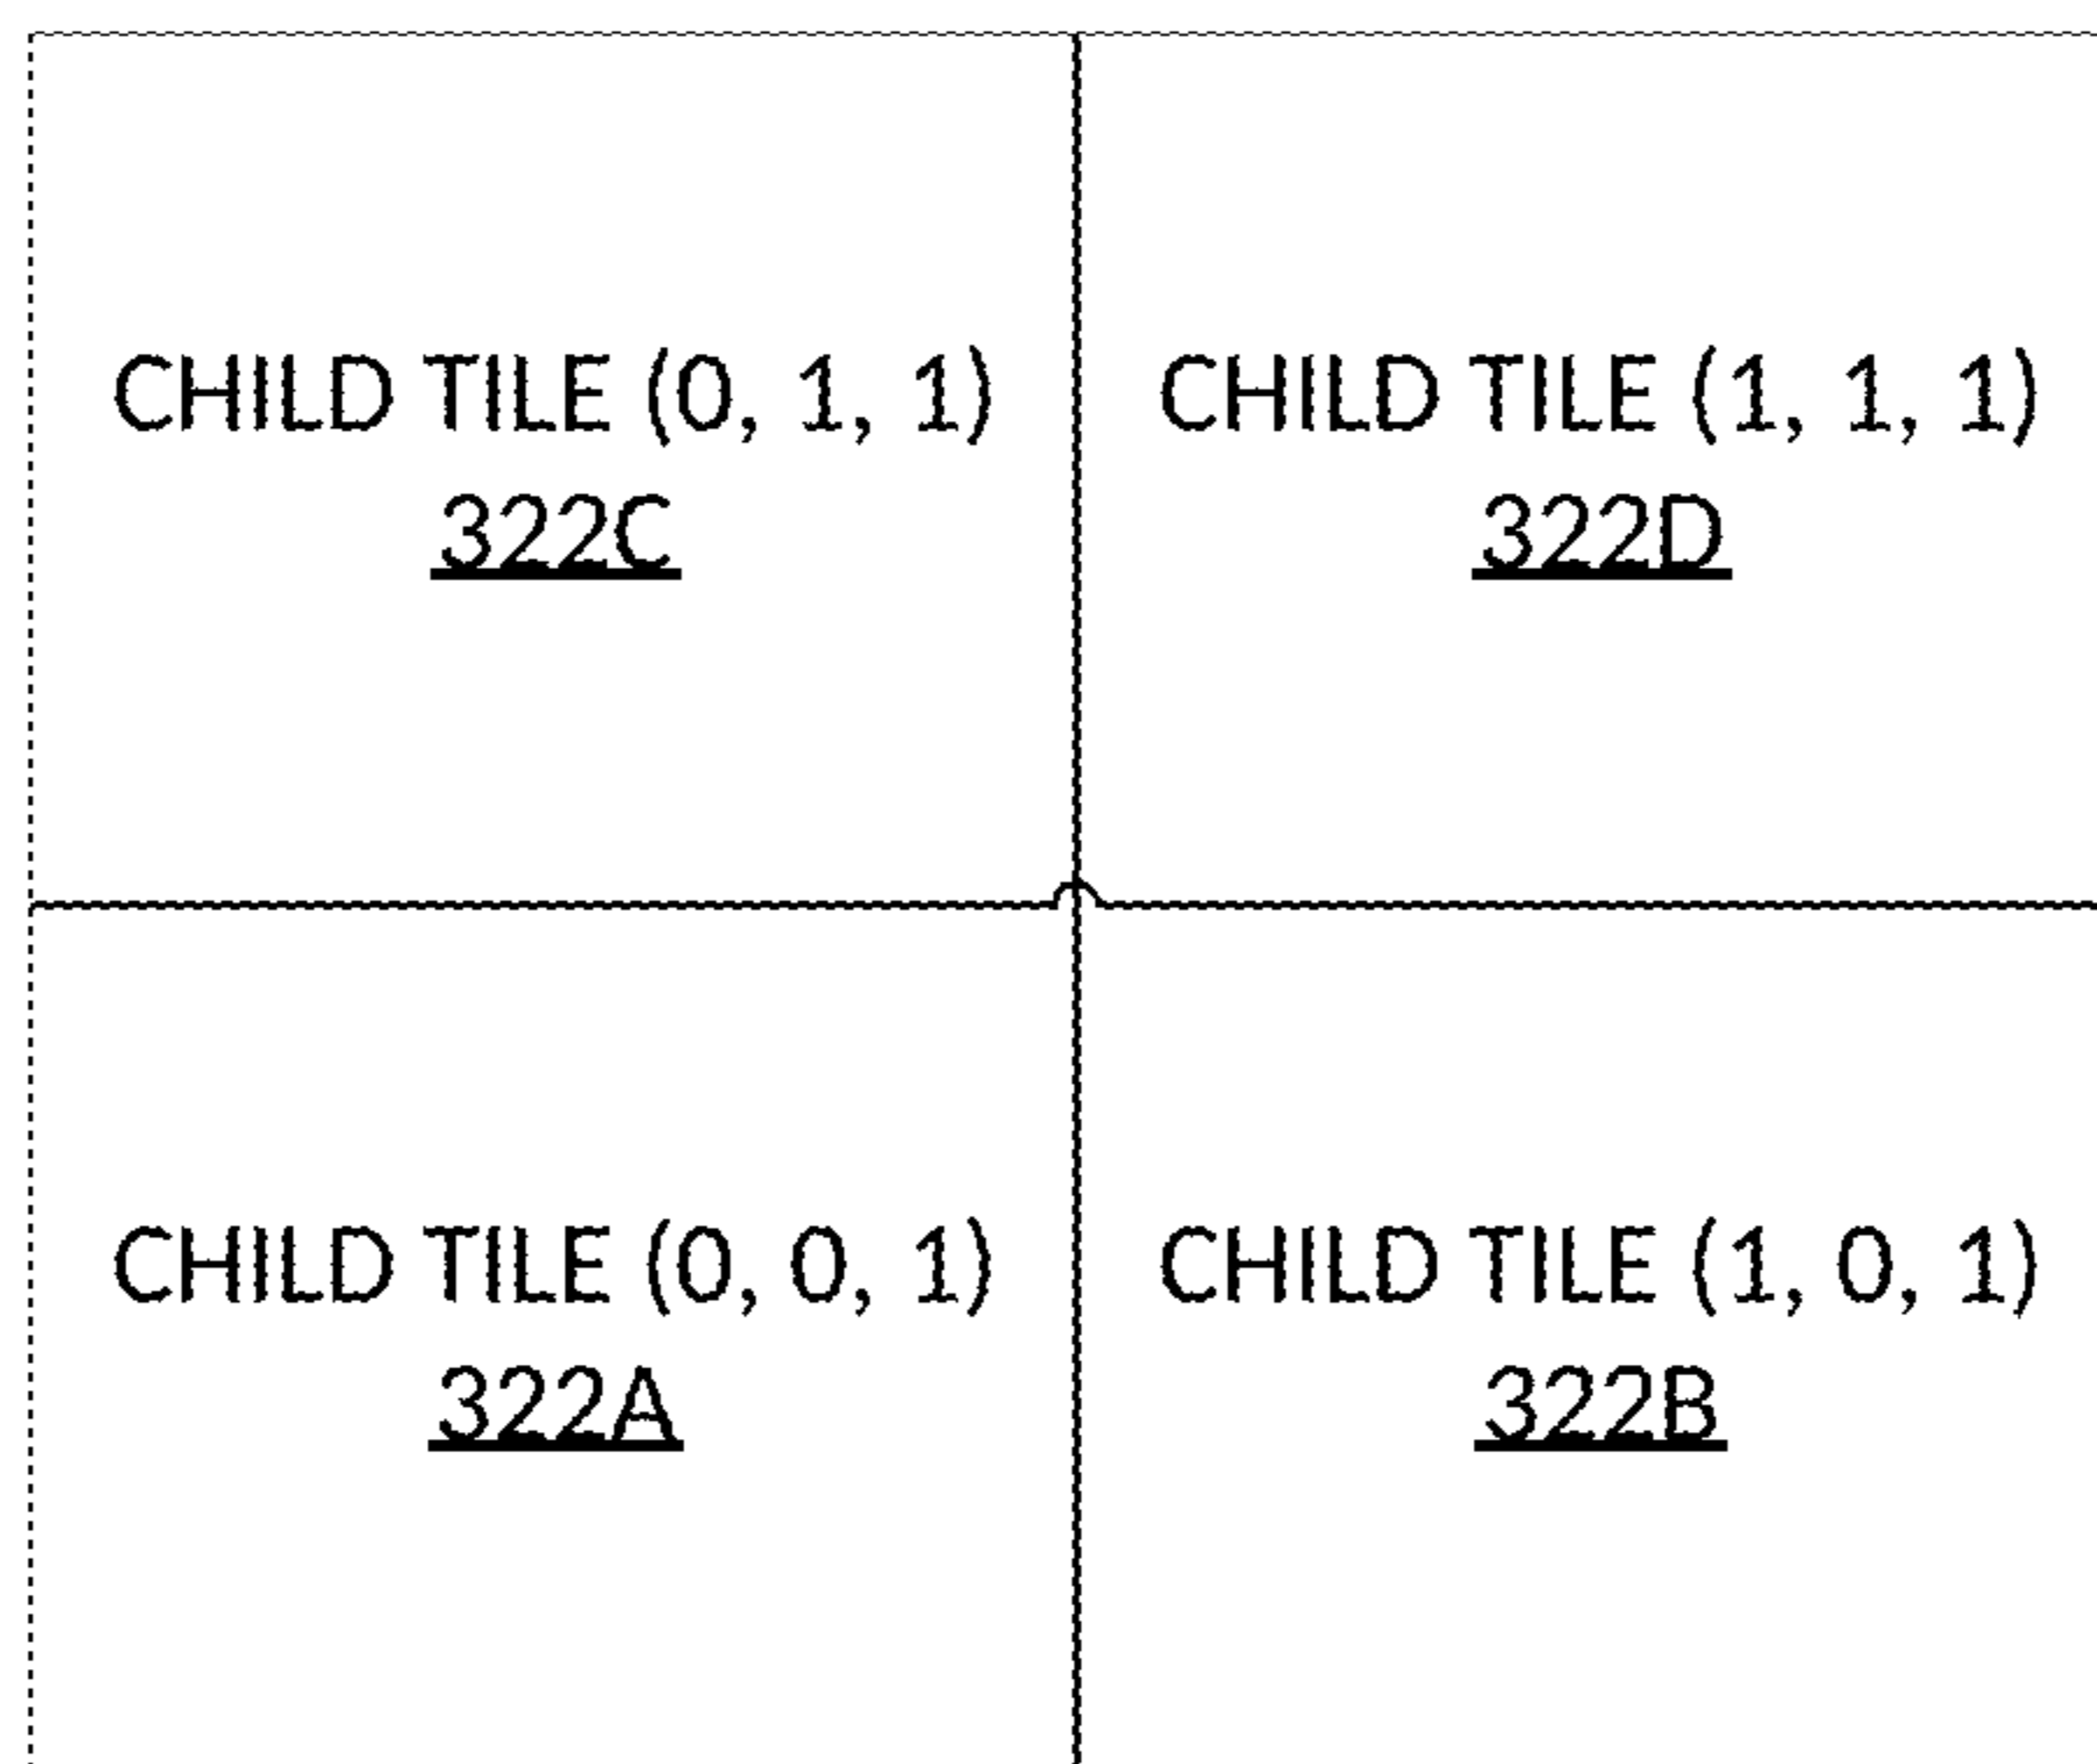 CHILD TILE (0, 1, 1)
322C
CHILD TILE (1, 1, 1)
322D
CHILD TILE (0, 0, 1)
322A
CHILD TILE (1, 0, 1)
322B